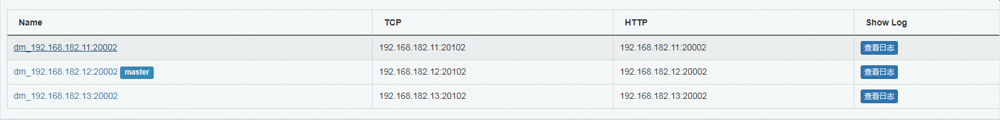 Name TCP HTTP Show Log
dm_192.168.182.11:20002 192.168.182.11:20102 192.168.182.11:20002 查看日志
dm_192.168.182.12:20002 master 192.168.182.12:20102 192.168.182.12:20002 查看日志
dm_192.168.182.13:20002 192.168.182.13:20102 192.168.182.13:20002 查看日志